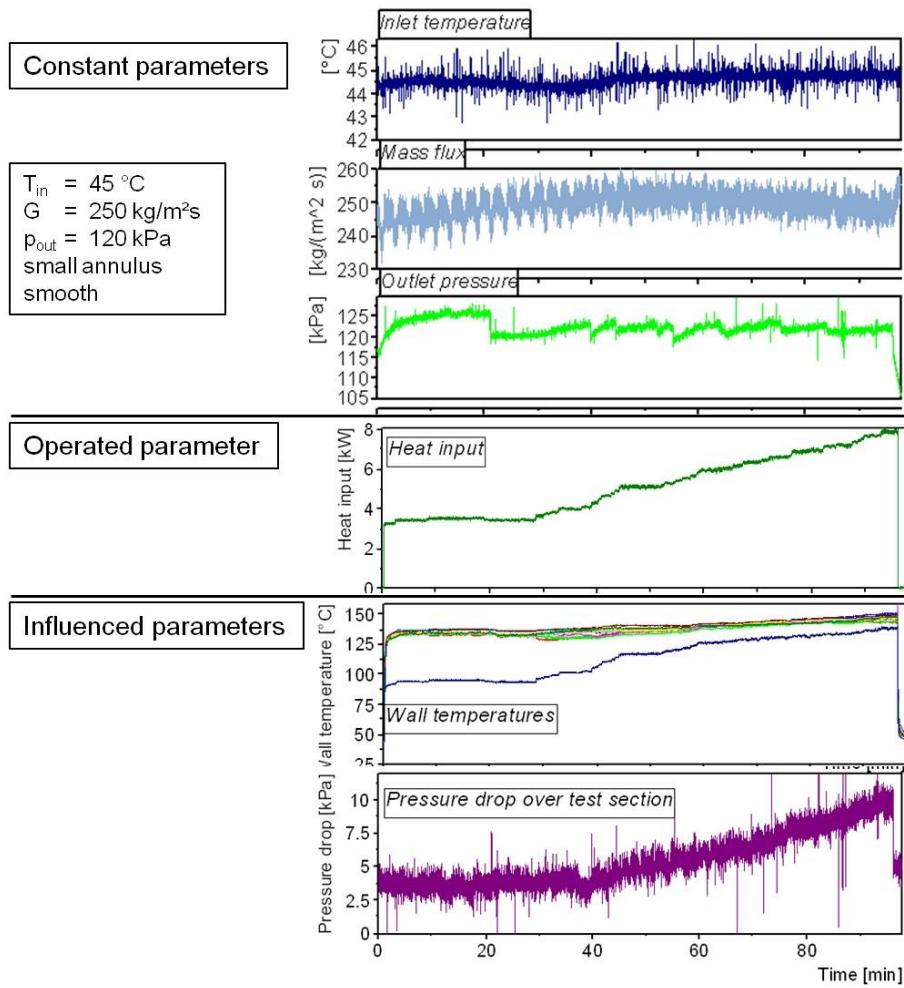 Constant parameters
T_in = 45 °C
G = 250 kg/m²s
p_out = 120 kPa
small annulus
smooth
Inlet temperature
[°C]
46
45
44
43
42
Mass flux
[kg/(m^2 s)]
260
250
240
230
Outlet pressure
[kPa]
125
120
115
110
105
Operated parameter
Heat input
Heat input [kW]
8
6
4
2
0
Influenced parameters
Wall temperature [°C]
150
125
100
75
50
25
Wall temperatures
Time [min]
Pressure drop over test section
Pressure drop [kPa]
10
7.5
5
2.5
0
0 20 40 60 80
Time [min]